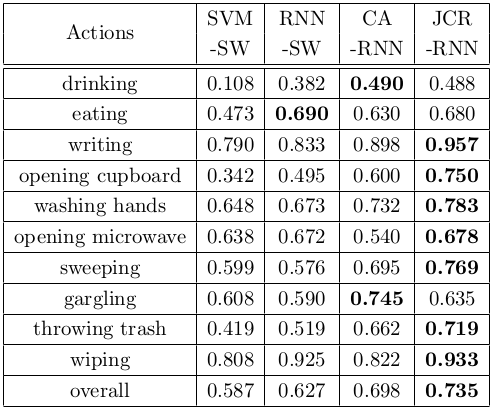 Actions SVM RNN CA JCR
-SW -SW -RNN -RNN
drinking 0.108 0.382 0.490 0.488
eating 0.473 0.690 0.630 0.680
writing 0.790 0.833 0.898 0.957
opening cupboard 0.342 0.495 0.600 0.750
washing hands 0.648 0.673 0.732 0.783
opening microwave 0.638 0.672 0.540 0.678
sweeping 0.599 0.576 0.695 0.769
gargling 0.608 0.590 0.745 0.635
throwing trash 0.419 0.519 0.662 0.719
wiping 0.808 0.925 0.822 0.933
overall 0.587 0.627 0.698 0.735